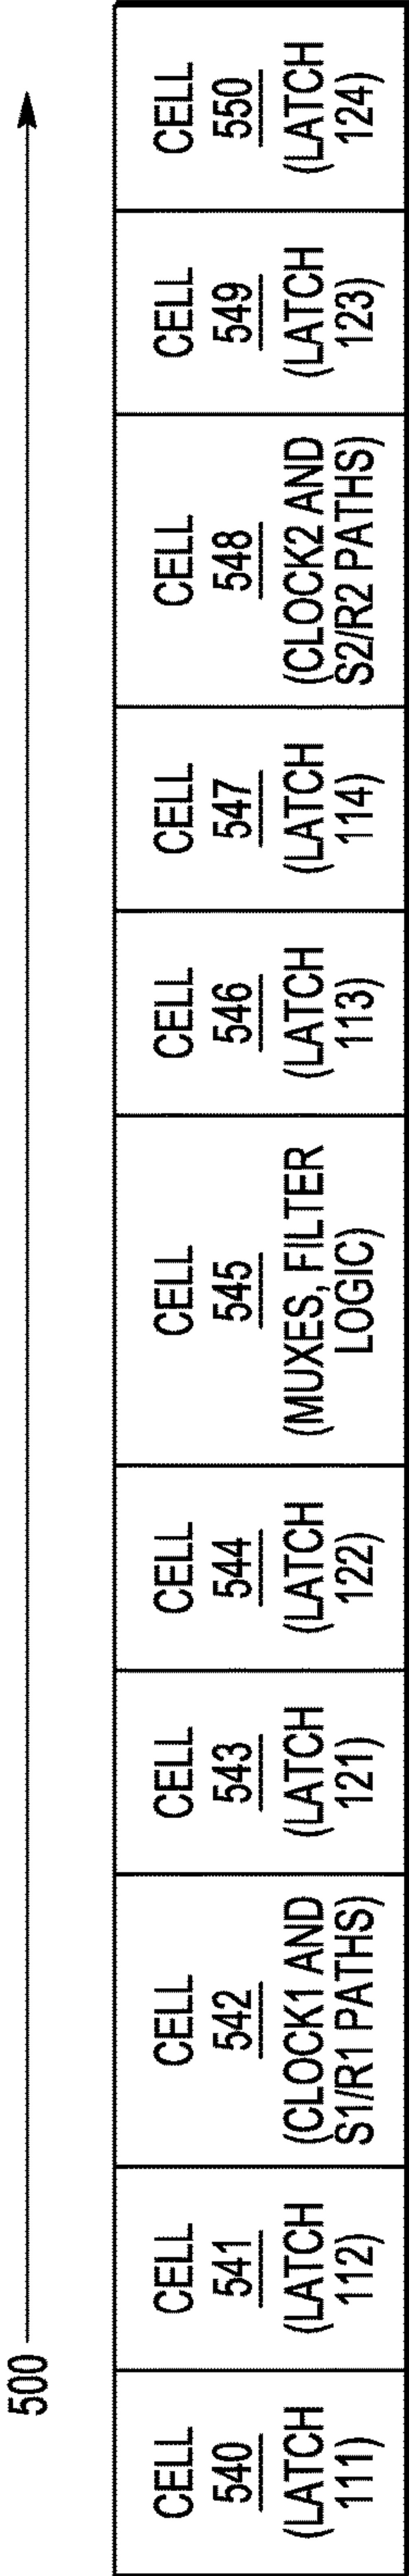 500
CELL
540
(LATCH
111)
CELL
541
(LATCH
112)
CELL
542
(CLOCK1 AND
S1/R1 PATHS)
CELL
543
(LATCH
121)
CELL
544
(LATCH
122)
CELL
545
(MUXES, FILTER
LOGIC)
CELL
546
(LATCH
113)
CELL
547
(LATCH
114)
CELL
548
(CLOCK2 AND
S2/R2 PATHS)
CELL
549
(LATCH
123)
CELL
550
(LATCH
124)